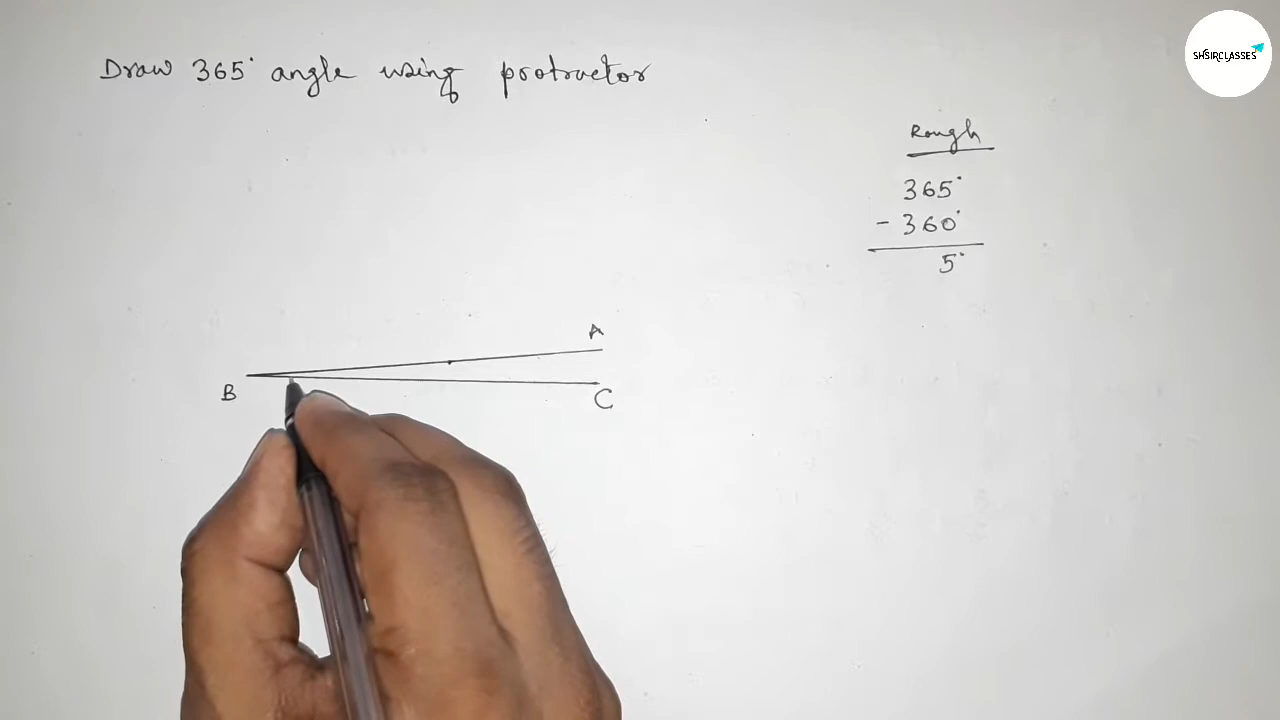 Draw 365° angle using protractor
SHSIRCLASSES
Rough
365°
- 360°
5°
A
B
C